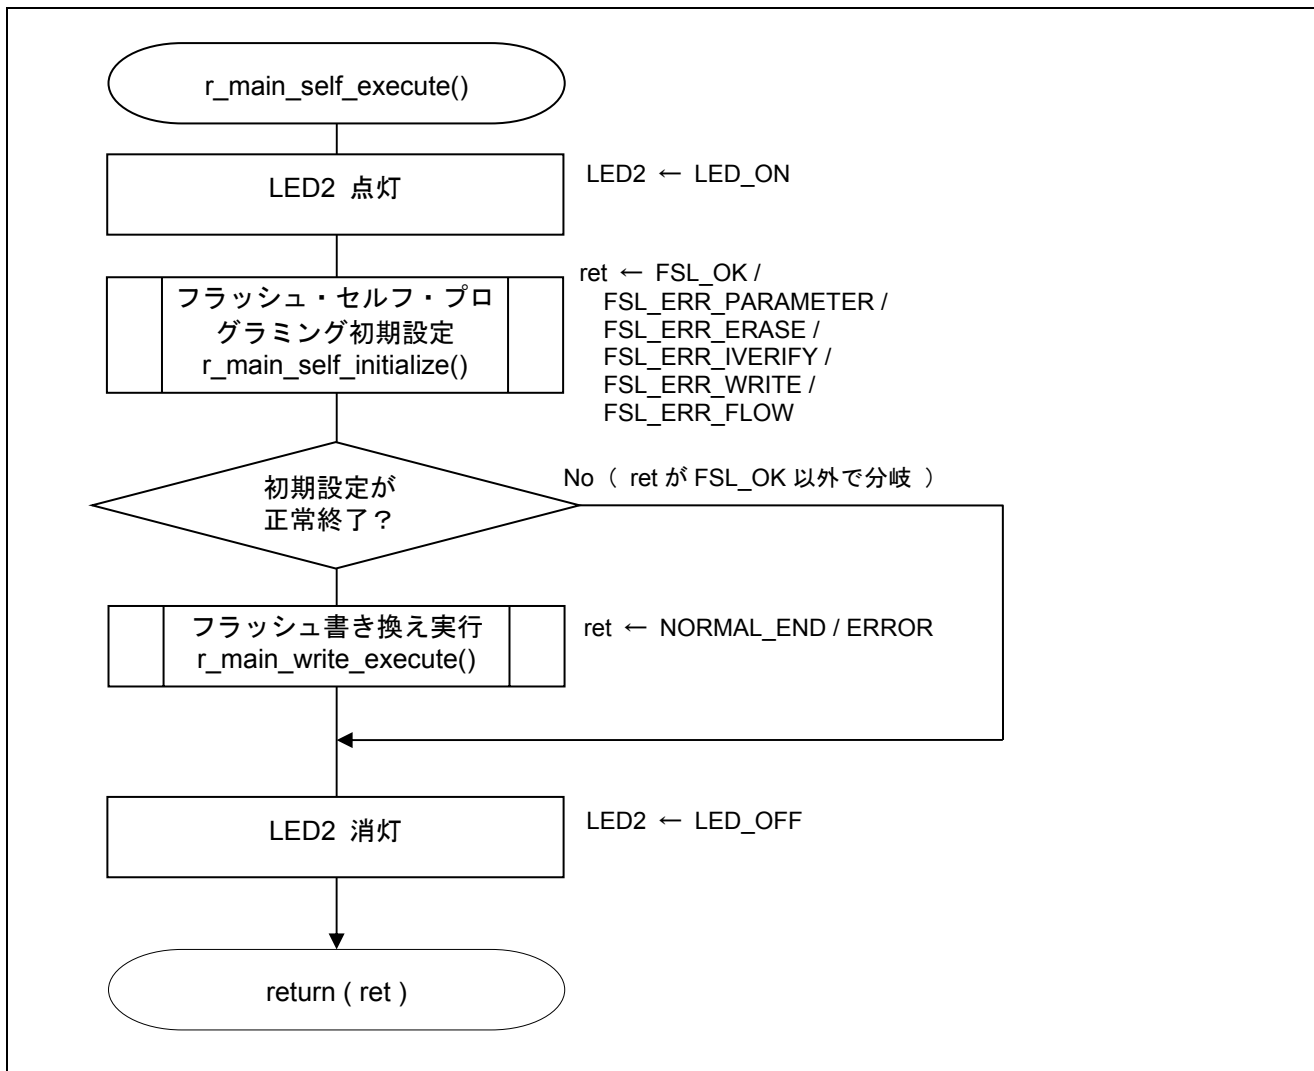 r_main_self_execute()
LED2 点灯
LED2 ← LED_ON
フラッシュ・セルフ・プロ
グラミング初期設定
r_main_self_initialize()
ret ← FSL_OK /
FSL_ERR_PARAMETER /
FSL_ERR_ERASE /
FSL_ERR_IVERIFY /
FSL_ERR_WRITE /
FSL_ERR_FLOW
初期設定が
正常終了？
No （ ret が FSL_OK 以外で分岐 ）
フラッシュ書き換え実行
r_main_write_execute()
ret ← NORMAL_END / ERROR
LED2 消灯
LED2 ← LED_OFF
return ( ret )